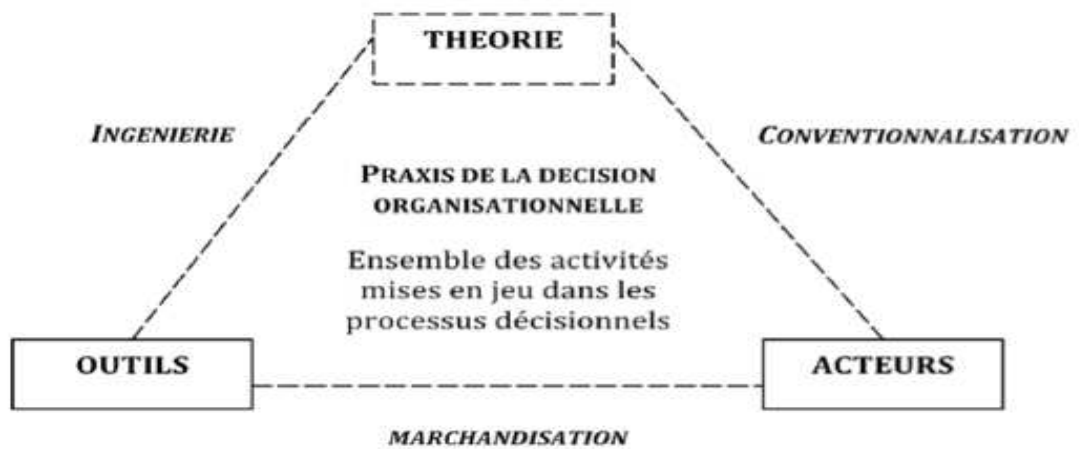 THEORIE
INGENIERIE
CONVENTIONNALISATION
PRAXIS DE LA DECISION
ORGANISATIONNELLE
Ensemble des activités
mises en jeu dans les
processus décisionnels
OUTILS
ACTEURS
MARCHANDISATION